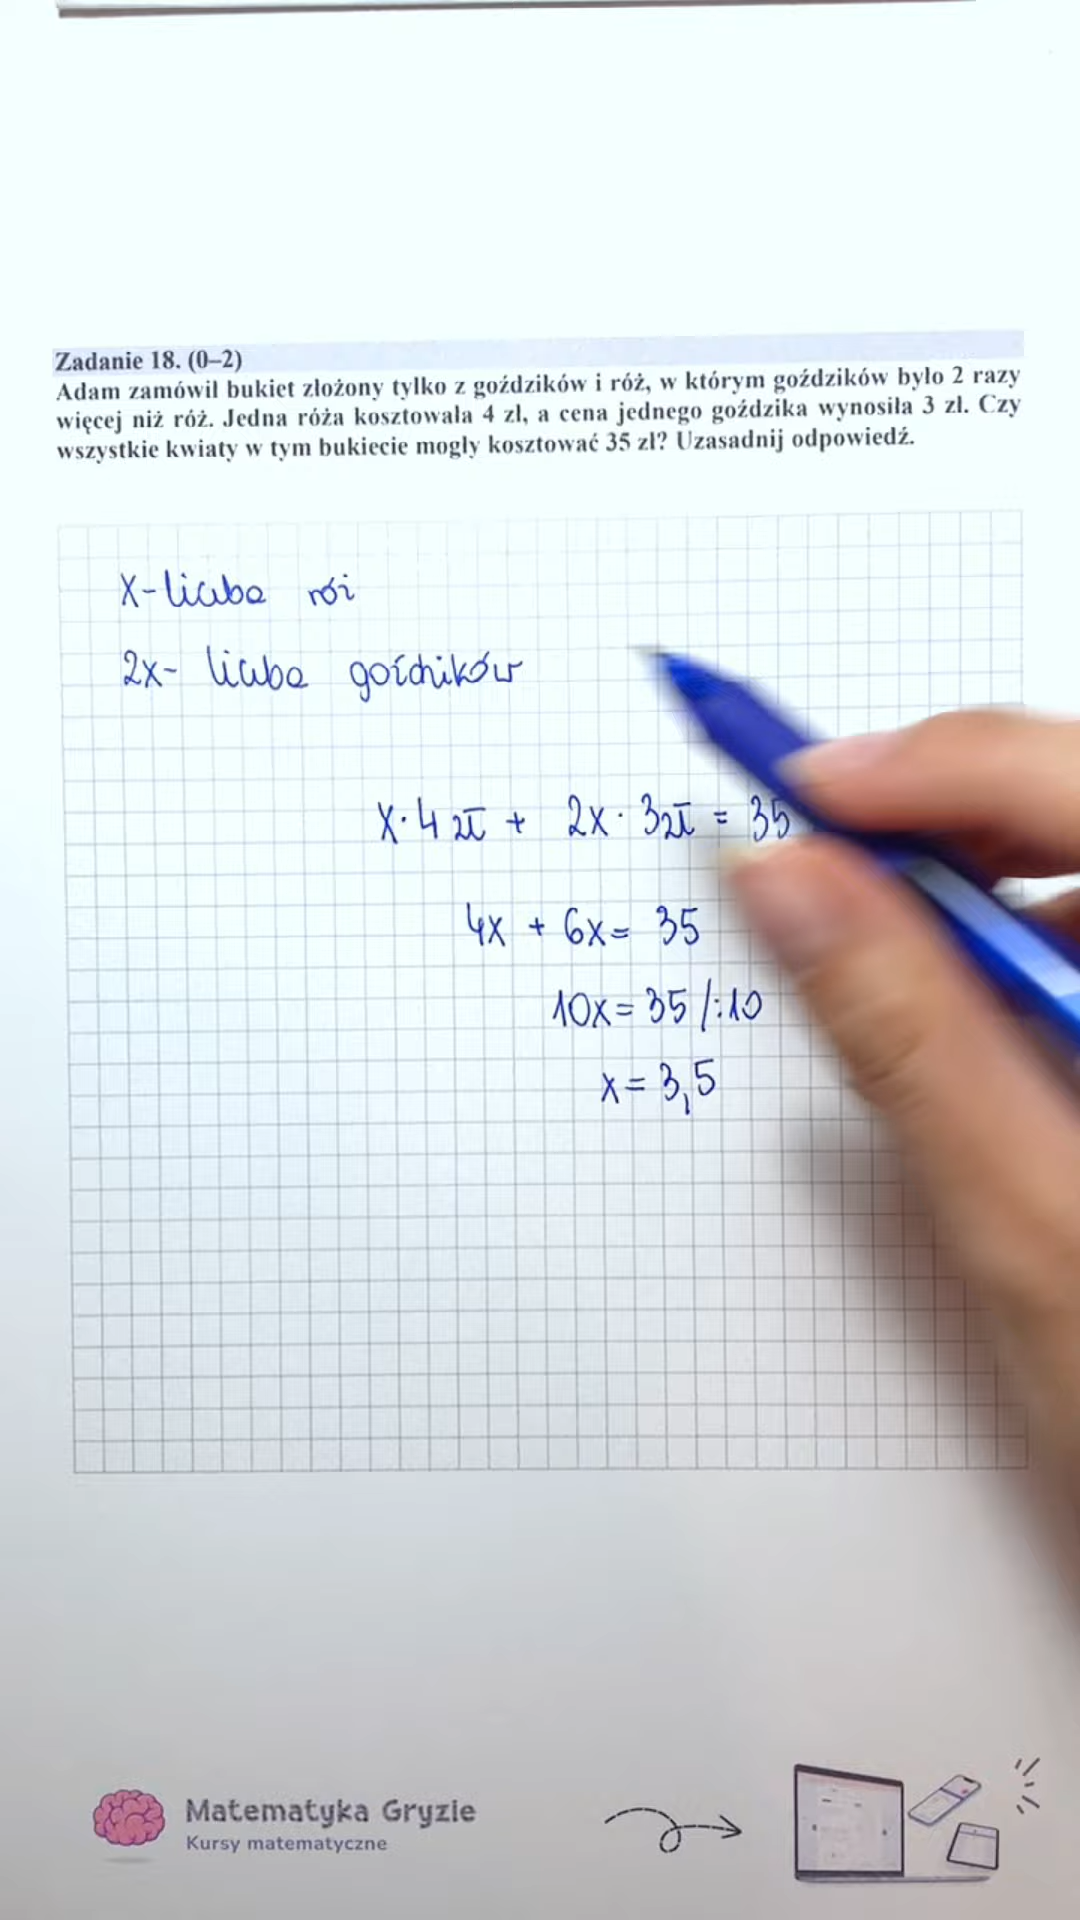 Zadanie 18. (0–2)
Adam zamówił bukiet złożony tylko z goździków i róż, w którym goździków było 2 razy
więcej niż róż. Jedna róża kosztowała 4 zł, a cena jednego goździka wynosiła 3 zł. Czy
wszystkie kwiaty w tym bukiecie mogły kosztować 35 zł? Uzasadnij odpowiedź.
x - liczba róż
2x - liczba goździków
x · 4 zł + 2x · 3 zł = 35
4x + 6x = 35
10x = 35 /:10
x = 3,5
Matematyka Gryzie
Kursy matematyczne